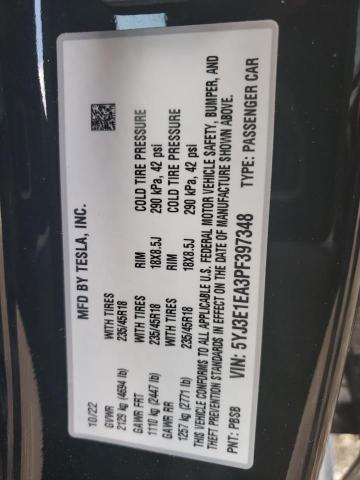 MFD BY TESLA, INC.
10/22
GVWR WITH TIRES RIM COLD TIRE PRESSURE
2129 kg (4694 lb) 235/45R18 18X8.5J 290 kPa, 42 psi
GAWR FRT WITH TIRES RIM COLD TIRE PRESSURE
1110 kg (2447 lb) 235/45R18 18X8.5J 290 kPa, 42 psi
GAWR RR
1257 kg (2771 lb) 235/45R18
THIS VEHICLE CONFORMS TO ALL APPLICABLE U.S. FEDERAL MOTOR VEHICLE SAFETY, BUMPER, AND
THEFT PREVENTION STANDARDS IN EFFECT ON THE DATE OF MANUFACTURE SHOWN ABOVE.
VIN: 5YJ3E1EA3PF397348 TYPE: PASSENGER CAR
PNT: PBSB